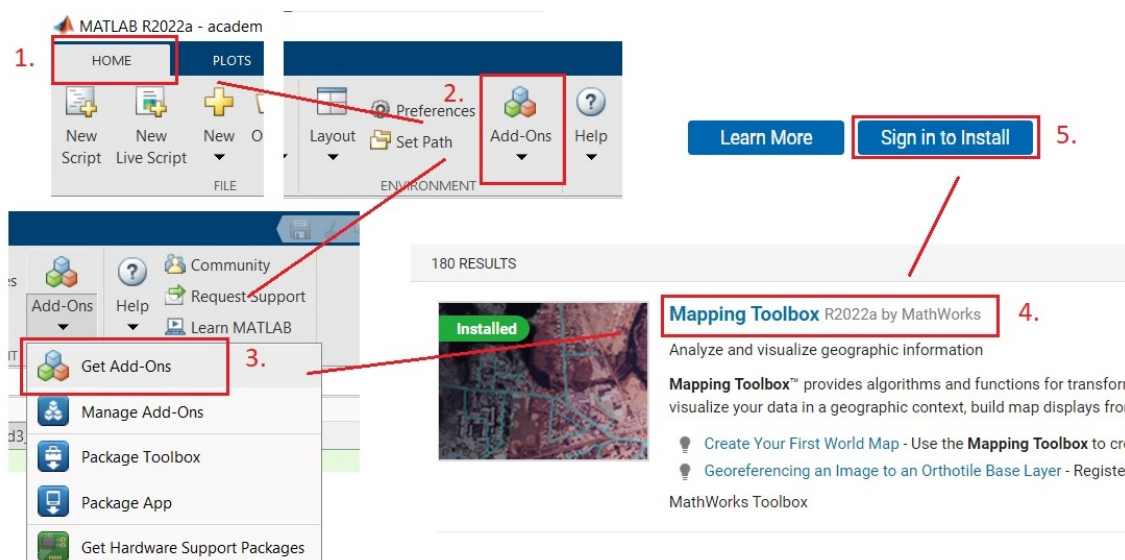 MATLAB R2022a - academ
1.
HOME
PLOTS
New Script
New Live Script
New
O
FILE
2.
Layout
Preferences
Set Path
Add-Ons
Help
ENVIRONMENT
Learn More
Sign in to Install
5.
es
Add-Ons
Help
Community
Request Support
Learn MATLAB
NT
3.
Get Add-Ons
Manage Add-Ons
Package Toolbox
Package App
Get Hardware Support Packages
d3_
180 RESULTS
Installed
Mapping Toolbox R2022a by MathWorks
4.
Analyze and visualize geographic information
Mapping Toolbox™ provides algorithms and functions for transfor
visualize your data in a geographic context, build map displays fro
Create Your First World Map - Use the Mapping Toolbox to cr
Georeferencing an Image to an Orthotile Base Layer - Registe
MathWorks Toolbox